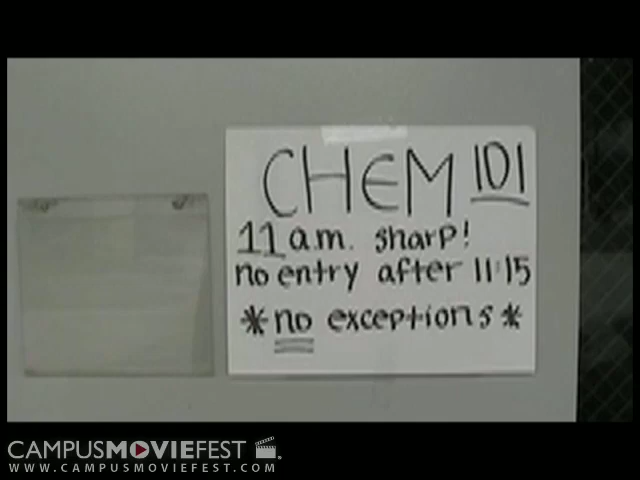 CHEM 101
11 a.m. sharp!
no entry after 11:15
*no exceptions*
CAMPUSMOVIEFEST
WWW.CAMPUSMOVIEFEST.COM